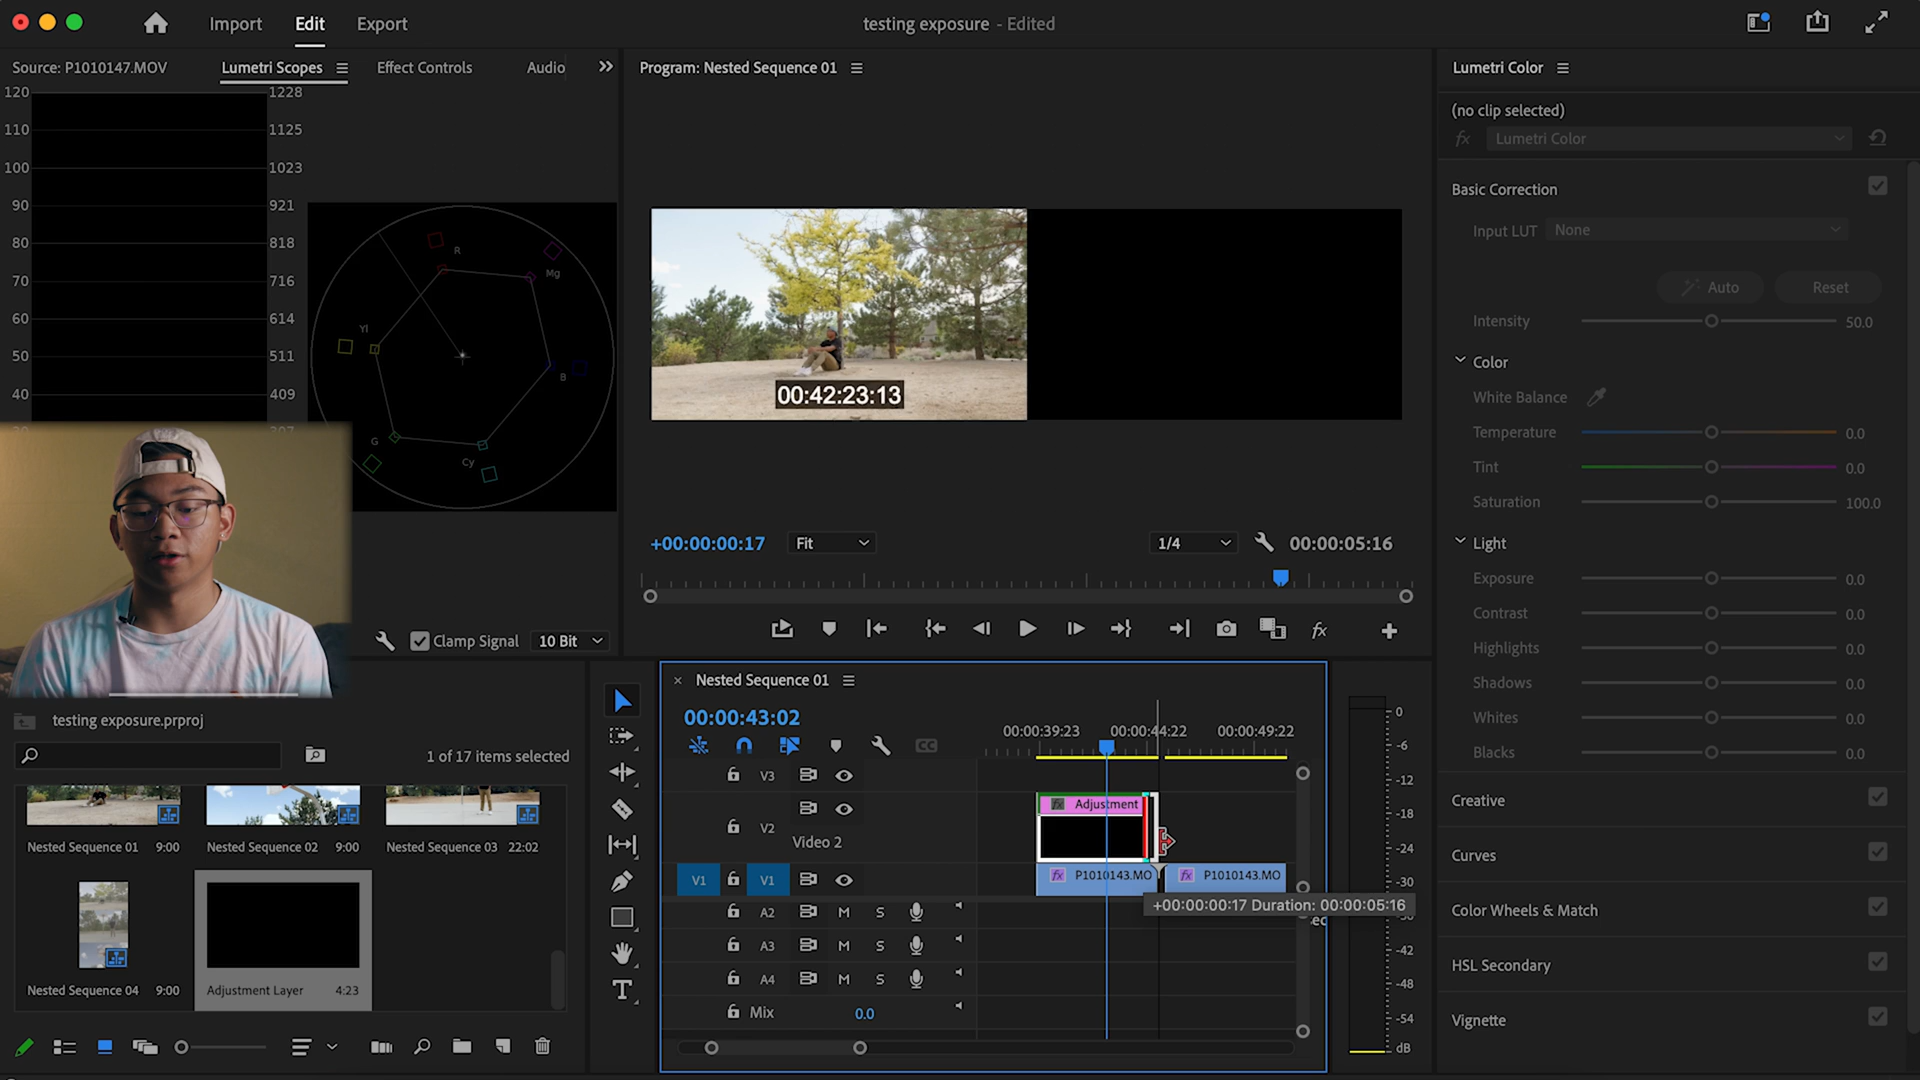 Import Edit Export
testing exposure - Edited
Source: P1010147.MOV
Lumetri Scopes
Effect Controls
Audio
120
110
100
90
80
70
60
50
40
1228
1125
1023
921
818
716
614
511
409
307
R
Mg
B
Cy
G
Yl
Clamp Signal
10 Bit
Program: Nested Sequence 01
00:42:23:13
+00:00:00:17
Fit
1/4
00:00:05:16
fx
Lumetri Color
(no clip selected)
fx Lumetri Color
Basic Correction
Input LUT None
Auto Reset
Intensity 50.0
Color
White Balance
Temperature 0.0
Tint 0.0
Saturation 100.0
Light
Exposure 0.0
Contrast 0.0
Highlights 0.0
Shadows 0.0
Whites 0.0
Blacks 0.0
Creative
Curves
Color Wheels & Match
HSL Secondary
Vignette
testing exposure.prproj
1 of 17 items selected
Nested Sequence 01 9:00
Nested Sequence 02 9:00
Nested Sequence 03 22:02
Nested Sequence 04 9:00
Adjustment Layer 4:23
T
Nested Sequence 01
00:00:43:02
00:00:39:23
00:00:44:22
00:00:49:22
CC
V3
V2
Video 2
fx Adjustment
V1 V1
fx P1010143.MO
fx P1010143.MO
+00:00:00:17 Duration: 00:00:05:16
A2 M S
A3 M S
A4 M S
Mix 0.0
0
-6
-12
-18
-24
-30
-42
-48
-54
dB